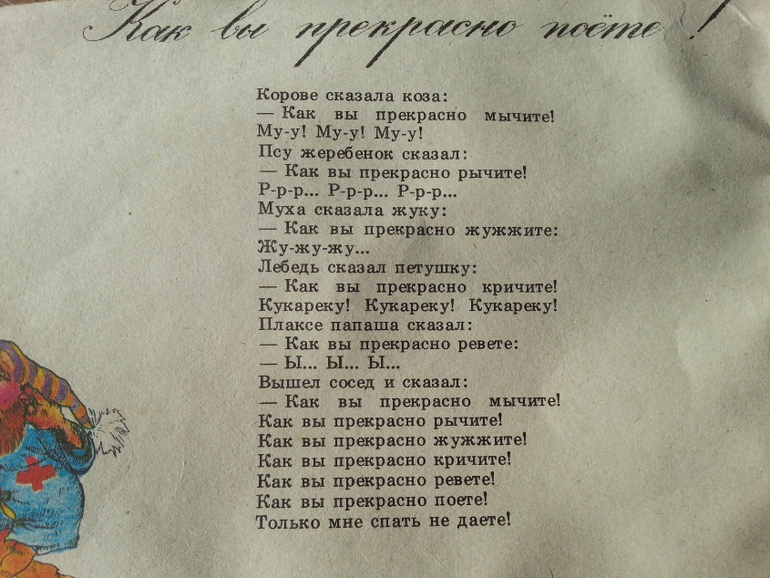 Как вы прекрасно поёте!
Корове сказала коза:
— Как вы прекрасно мычите!
Му-у! Му-у! Му-у!
Псу жеребенок сказал:
— Как вы прекрасно рычите!
Р-р-р... Р-р-р... Р-р-р...
Муха сказала жуку:
— Как вы прекрасно жужжите:
Жу-жу-жу...
Лебедь сказал петушку:
— Как вы прекрасно кричите!
Кукареку! Кукареку! Кукареку!
Плаксе папаша сказал:
— Как вы прекрасно ревете:
— Ы... Ы... Ы...
Вышел сосед и сказал:
— Как вы прекрасно мычите!
Как вы прекрасно рычите!
Как вы прекрасно жужжите!
Как вы прекрасно кричите!
Как вы прекрасно ревете!
Как вы прекрасно поете!
Только мне спать не даете!